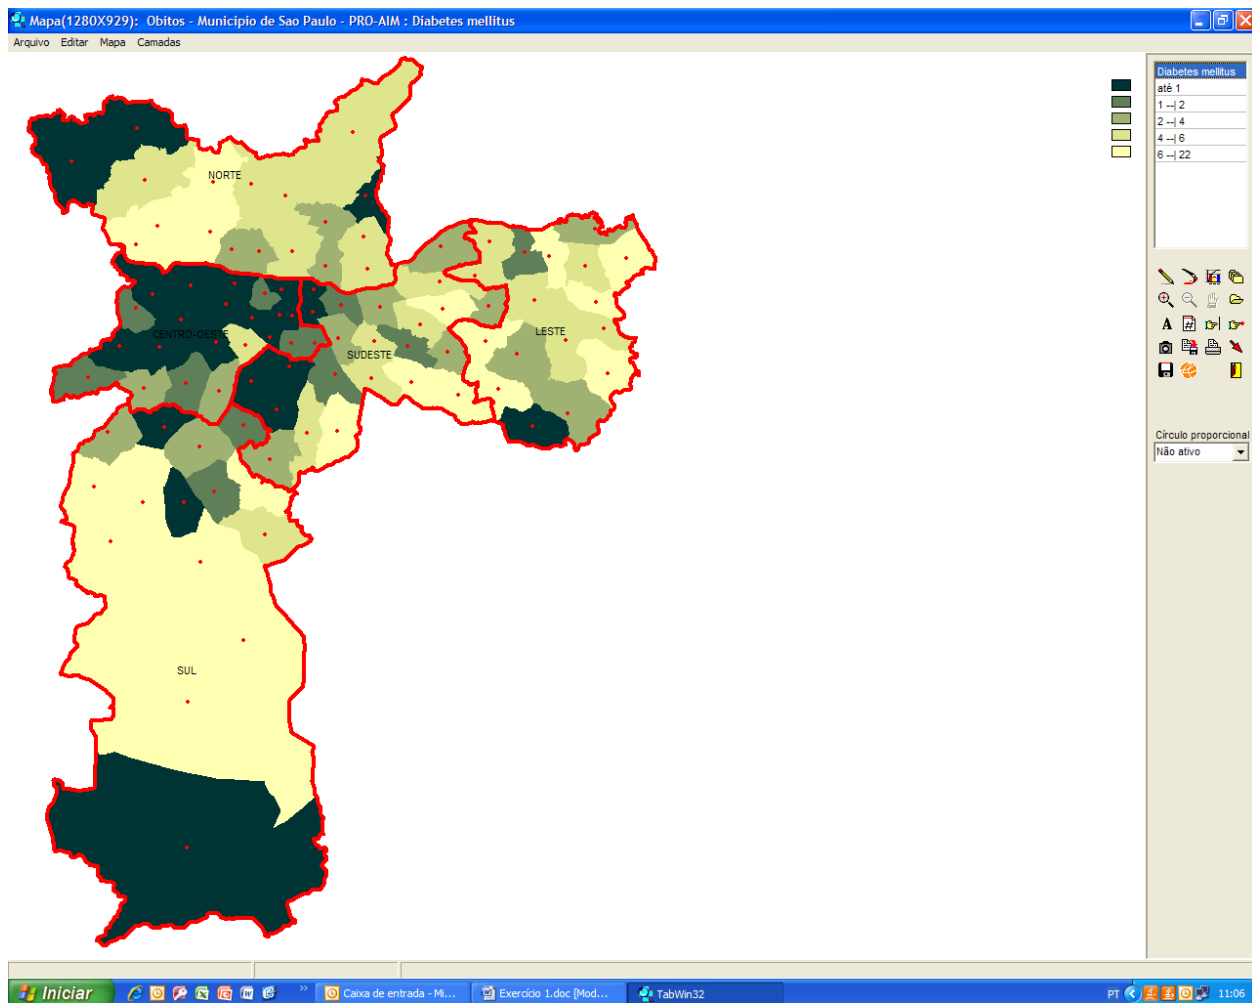 Mapa(1280X929): Obitos - Municipio de Sao Paulo - PRO-AIM : Diabetes mellitus
Arquivo Editar Mapa Camadas
Diabetes mellitus
até 1
1 --| 2
2 --| 4
4 --| 6
6 --| 22
NORTE
CENTRO-OESTE
SUDESTE
LESTE
SUL
A
Círculo proporcional
Não ativo
Iniciar
Caixa de entrada - Mi...
Exercício 1.doc [Mod...
TabWin32
PT
11:06